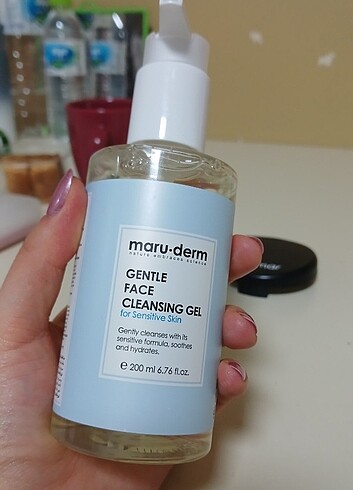 maru·derm
nature embraces science
GENTLE
FACE
CLEANSING GEL
for Sensitive Skin
Gently cleanses with its
sensitive formula, soothes
and hydrates.
℮ 200 ml 6.76 fl.oz.